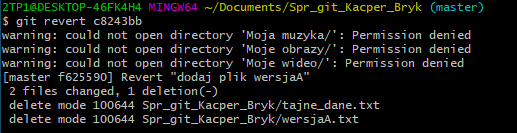 2TP1@DESKTOP-46FK4H4 MINGW64 ~/Documents/Spr_git_Kacper_Bryk (master)
$ git revert c8243bb
warning: could not open directory 'Moja muzyka/': Permission denied
warning: could not open directory 'Moje obrazy/': Permission denied
warning: could not open directory 'Moje wideo/': Permission denied
[master f625590] Revert "dodaj plik wersjaA"
 2 files changed, 1 deletion(-)
 delete mode 100644 Spr_git_Kacper_Bryk/tajne_dane.txt
 delete mode 100644 Spr_git_Kacper_Bryk/wersjaA.txt